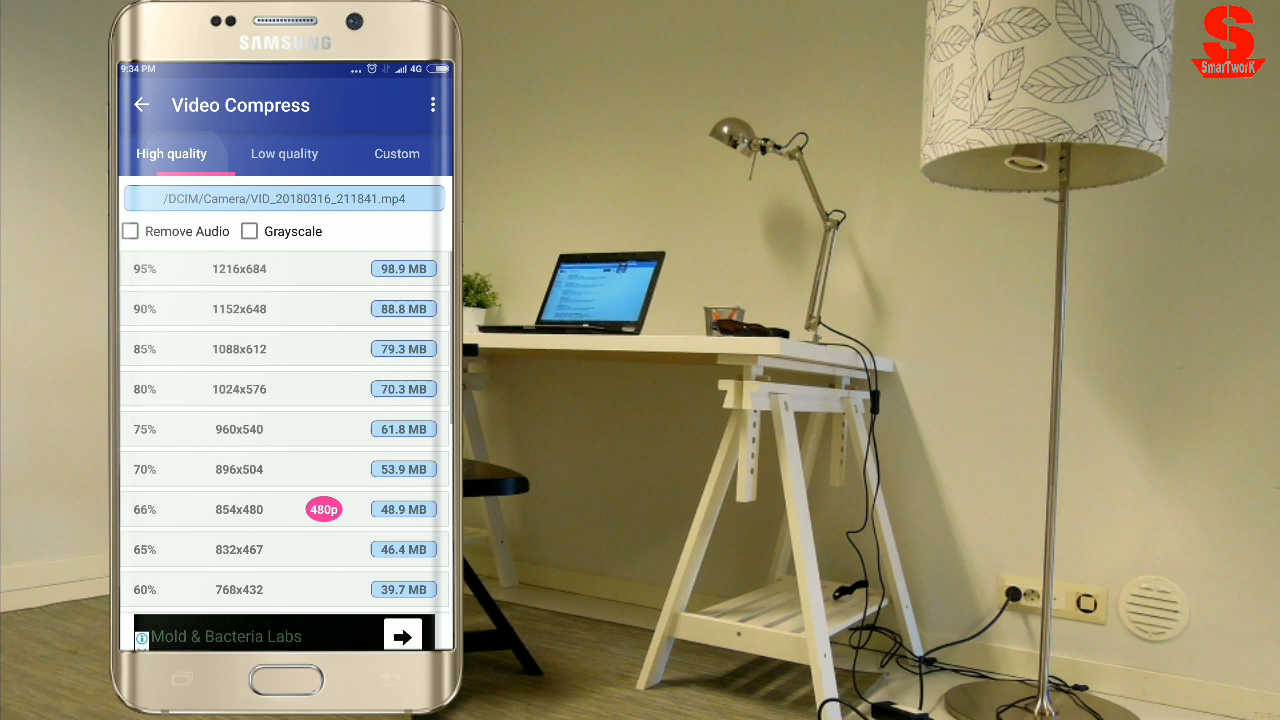 SAMSUNG
9:34 PM
4G
Video Compress
High quality
Low quality
Custom
/DCIM/Camera/VID_20180316_211841.mp4
Remove Audio
Grayscale
95% 1216x684 98.9 MB
90% 1152x648 88.8 MB
85% 1088x612 79.3 MB
80% 1024x576 70.3 MB
75% 960x540 61.8 MB
70% 896x504 53.9 MB
66% 854x480 480p 48.9 MB
65% 832x467 46.4 MB
60% 768x432 39.7 MB
Mold & Bacteria Labs
S
SmarTworK